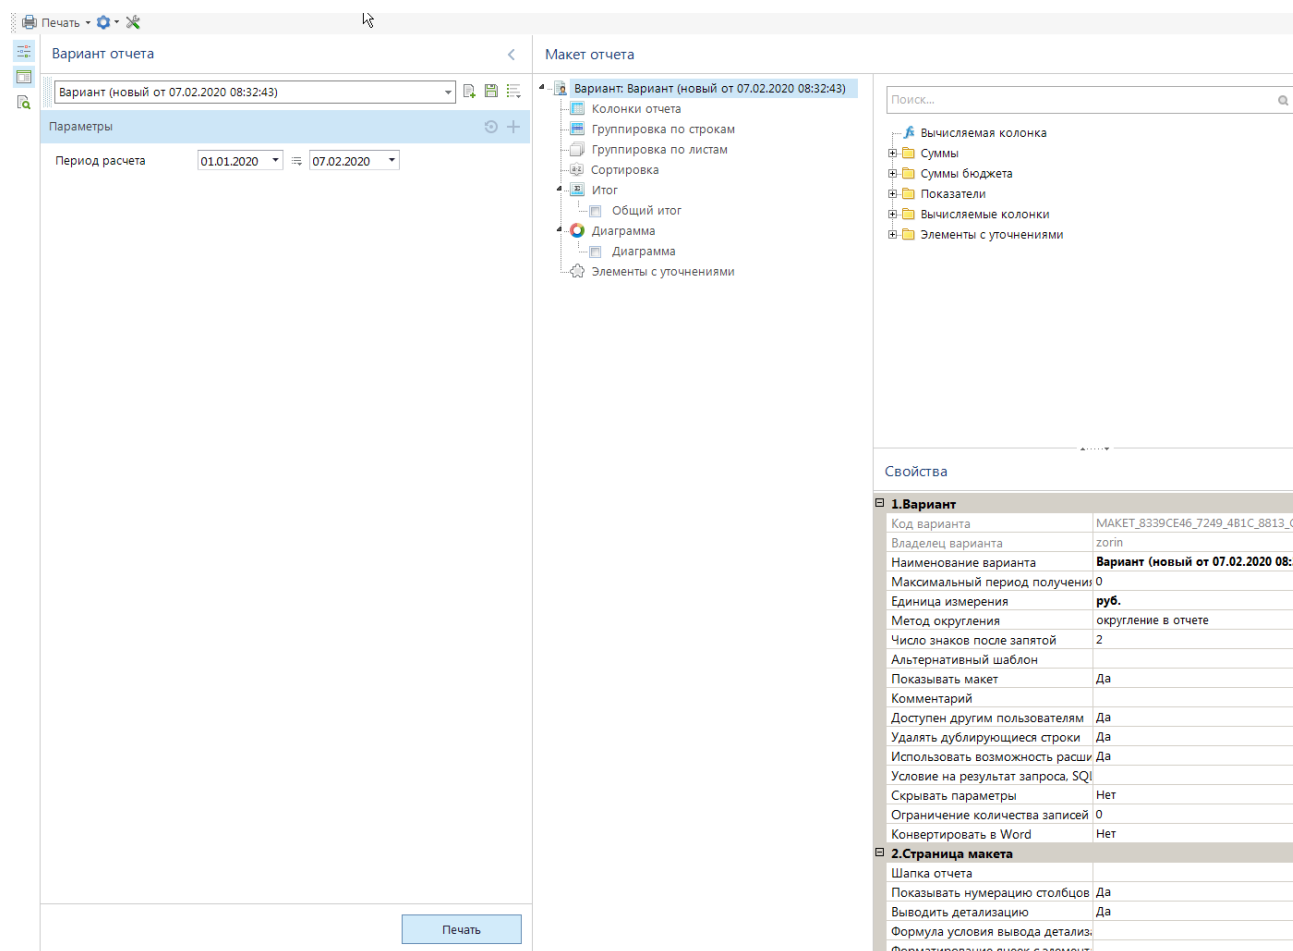 Печать
Вариант отчета
Вариант (новый от 07.02.2020 08:32:43)
Параметры
Период расчета 01.01.2020 07.02.2020
Печать
Макет отчета
Вариант: Вариант (новый от 07.02.2020 08:32:43)
Колонки отчета
Группировка по строкам
Группировка по листам
Сортировка
Итог
Общий итог
Диаграмма
Диаграмма
Элементы с уточнениями
Поиск...
Вычисляемая колонка
Суммы
Суммы бюджета
Показатели
Вычисляемые колонки
Элементы с уточнениями
Свойства
1.Вариант
Код варианта MAKET_8339CE46_7249_4B1C_8813_
Владелец варианта zorin
Наименование варианта Вариант (новый от 07.02.2020 08:
Максимальный период получения 0
Единица измерения руб.
Метод округления округление в отчете
Число знаков после запятой 2
Альтернативный шаблон
Показывать макет Да
Комментарий
Доступен другим пользователям Да
Удалять дублирующиеся строки Да
Использовать возможность расши Да
Условие на результат запроса, SQL
Скрывать параметры Нет
Ограничение количества записей 0
Конвертировать в Word Нет
2.Страница макета
Шапка отчета
Показывать нумерацию столбцов Да
Выводить детализацию Да
Формула условия вывода детализ
Форматирование ячеек с элемент